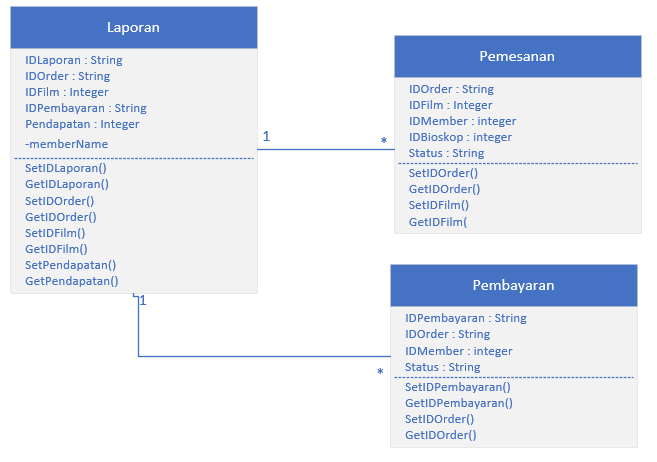 Laporan
IDLaporan : String
IDOrder : String
IDFilm : Integer
IDPembayaran : String
Pendapatan : Integer
-memberName
SetIDLaporan()
GetIDLaporan()
SetIDOrder()
GetIDOrder()
SetIDFilm()
GetIDFilm()
SetPendapatan()
GetPendapatan()
1
*
Pemesanan
IDOrder : String
IDFilm : Integer
IDMember : integer
IDBioskop : integer
Status : String
SetIDOrder()
GetIDOrder()
SetIDFilm()
GetIDFilm(
1
*
Pembayaran
IDPembayaran : String
IDOrder : String
IDMember : integer
Status : String
SetIDPembayaran()
GetIDPembayaran()
SetIDOrder()
GetIDOrder()